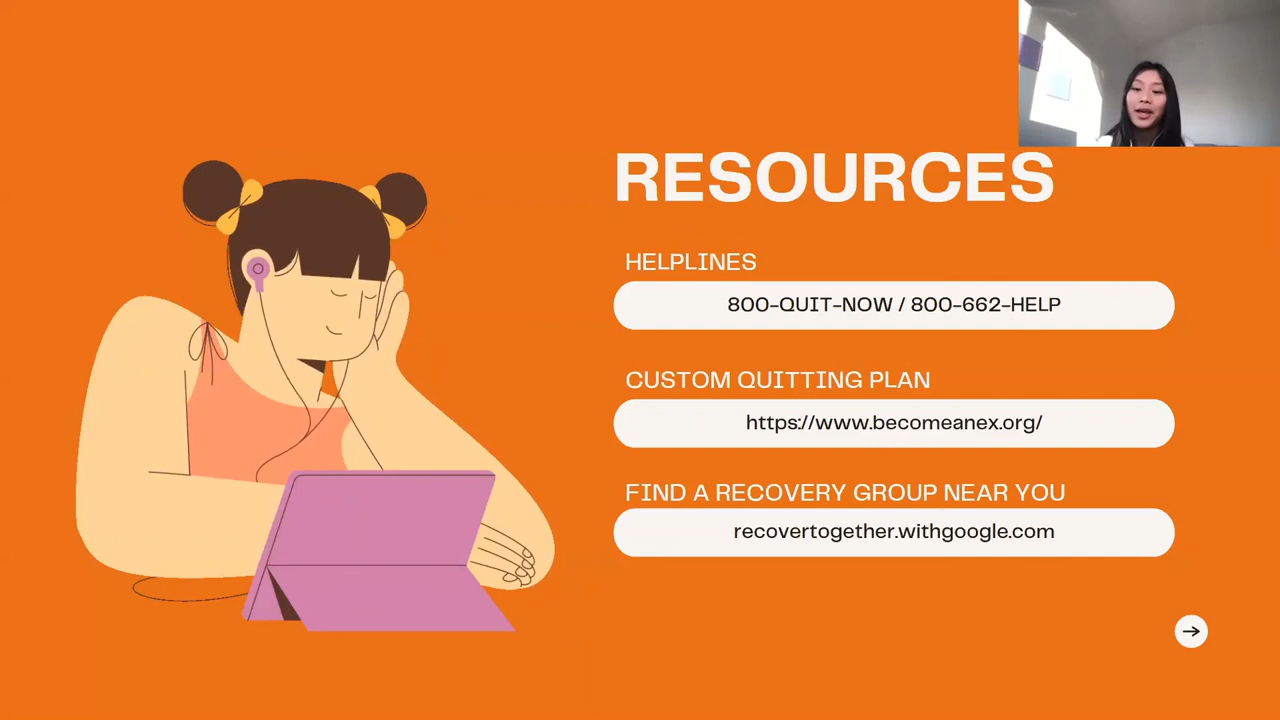 RESOURCES
HELPLINES
800-QUIT-NOW / 800-662-HELP
CUSTOM QUITTING PLAN
https://www.becomeanex.org/
FIND A RECOVERY GROUP NEAR YOU
recovertogether.withgoogle.com